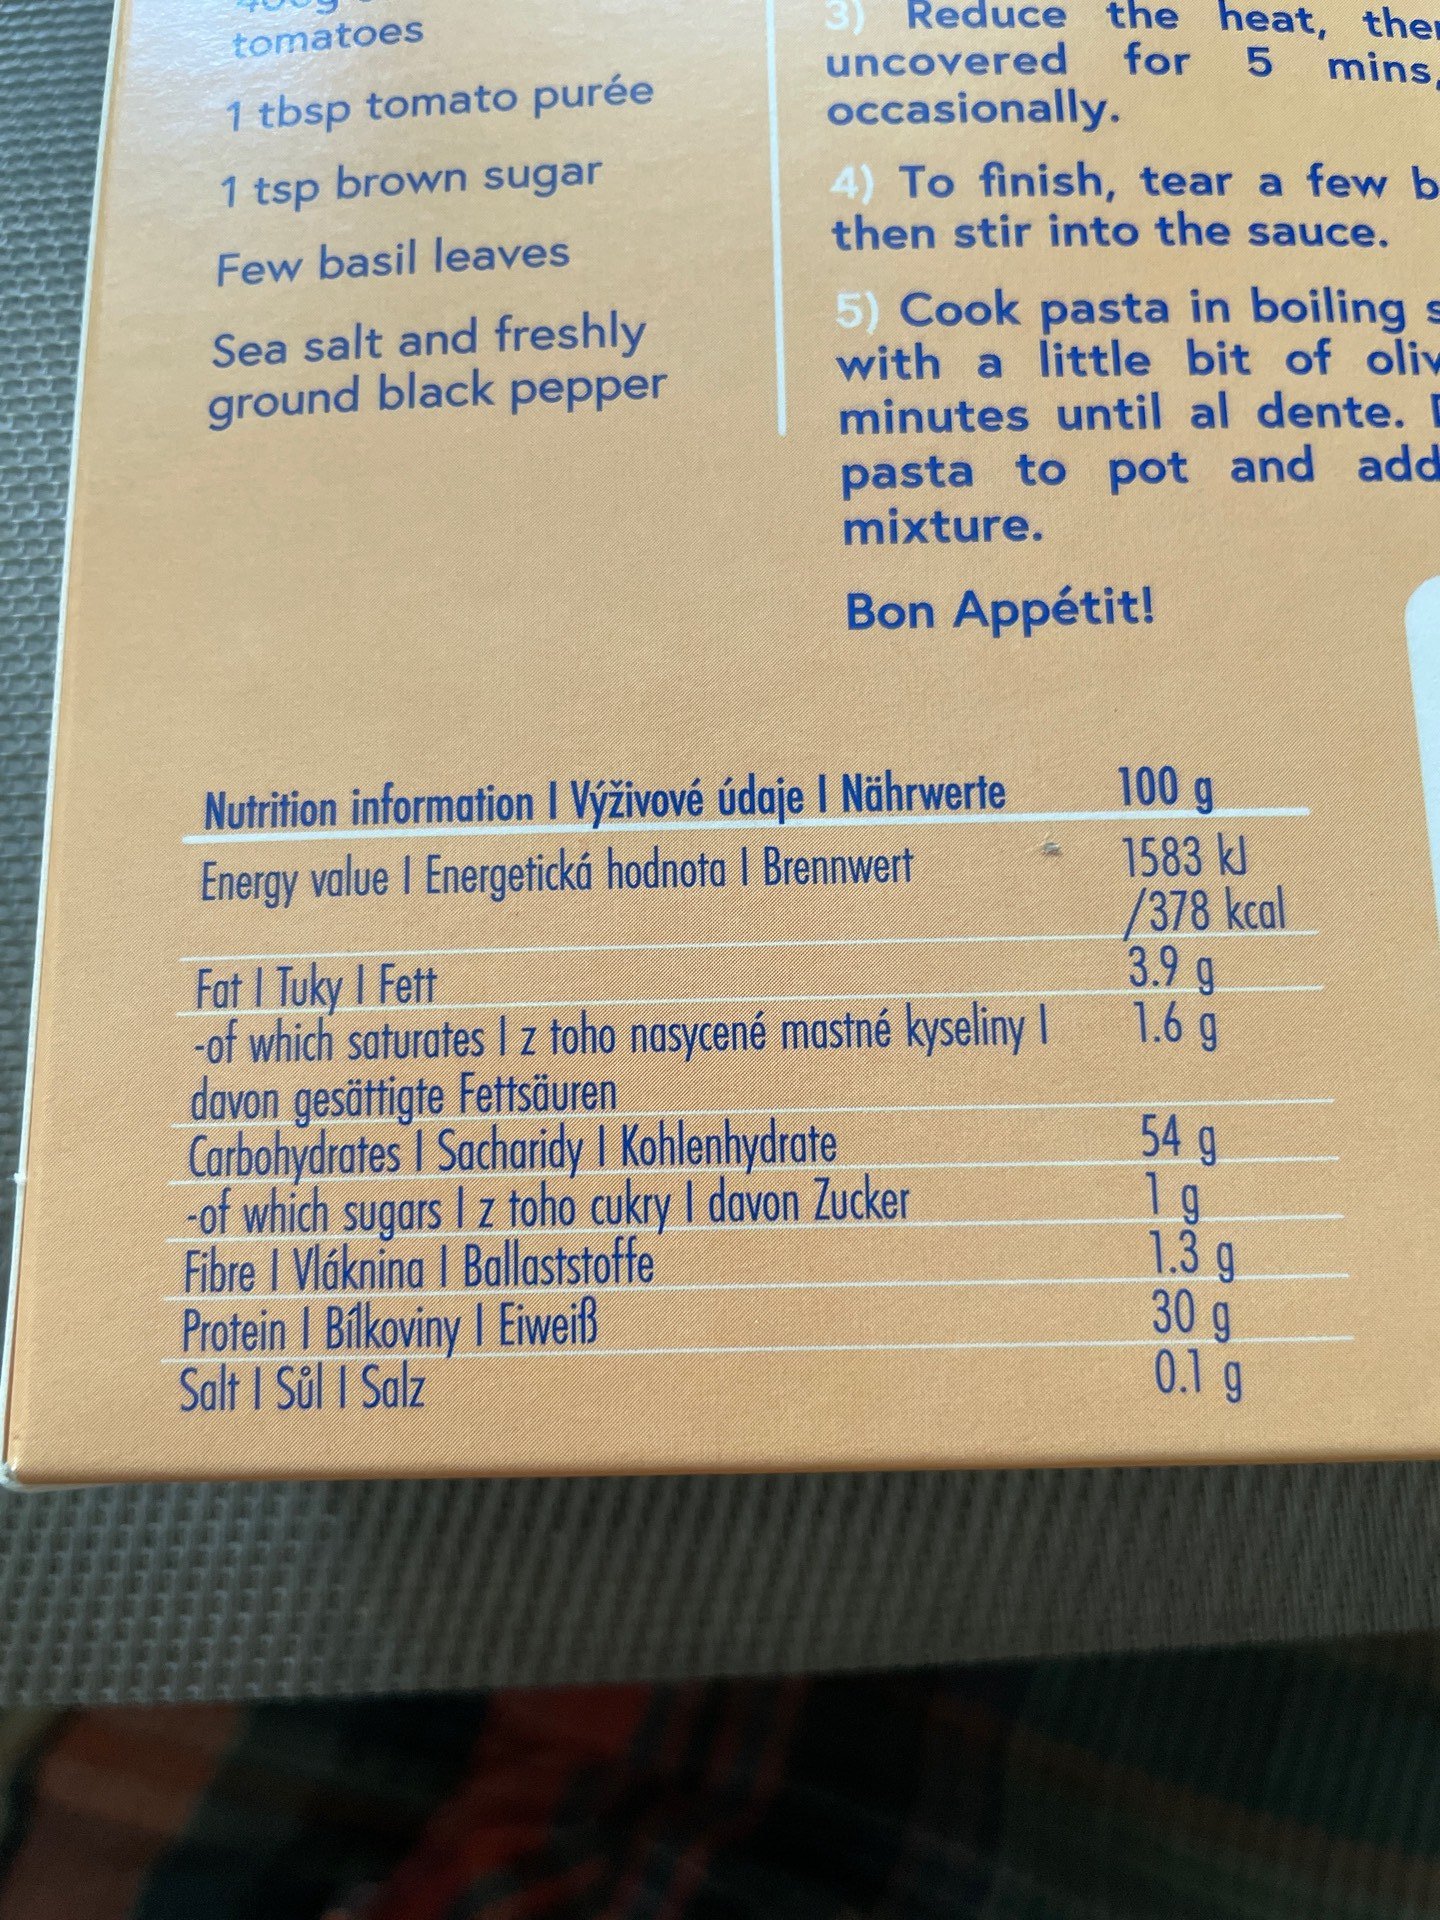 tomatoes
1 tbsp tomato purée
1 tsp brown sugar
Few basil leaves
Sea salt and freshly
ground black pepper
3) Reduce the heat,
uncovered for 5 mins,
occasionally.
4) To finish, tear a few
then stir into the sauce.
5) Cook pasta in boiling
with a little bit of
minutes until al dente.
pasta to pot and add
mixture.
Bon Appétit!
Nutrition information | Výživové údaje | Nährwerte 100 g
Energy value | Energetická hodnota | Brennwert 1583 kJ
/378 kcal
Fat | Tuky | Fett 3.9 g
-of which saturates | z toho nasycené mastné kyseliny | 1.6 g
davon gesättigte Fettsäuren
Carbohydrates | Sacharidy | Kohlenhydrate 54 g
-of which sugars | z toho cukry | davon Zucker 1 g
Fibre | Vláknina | Ballaststoffe 1.3 g
Protein | Bílkoviny | Eiweiß 30 g
Salt | Sůl | Salz 0.1 g